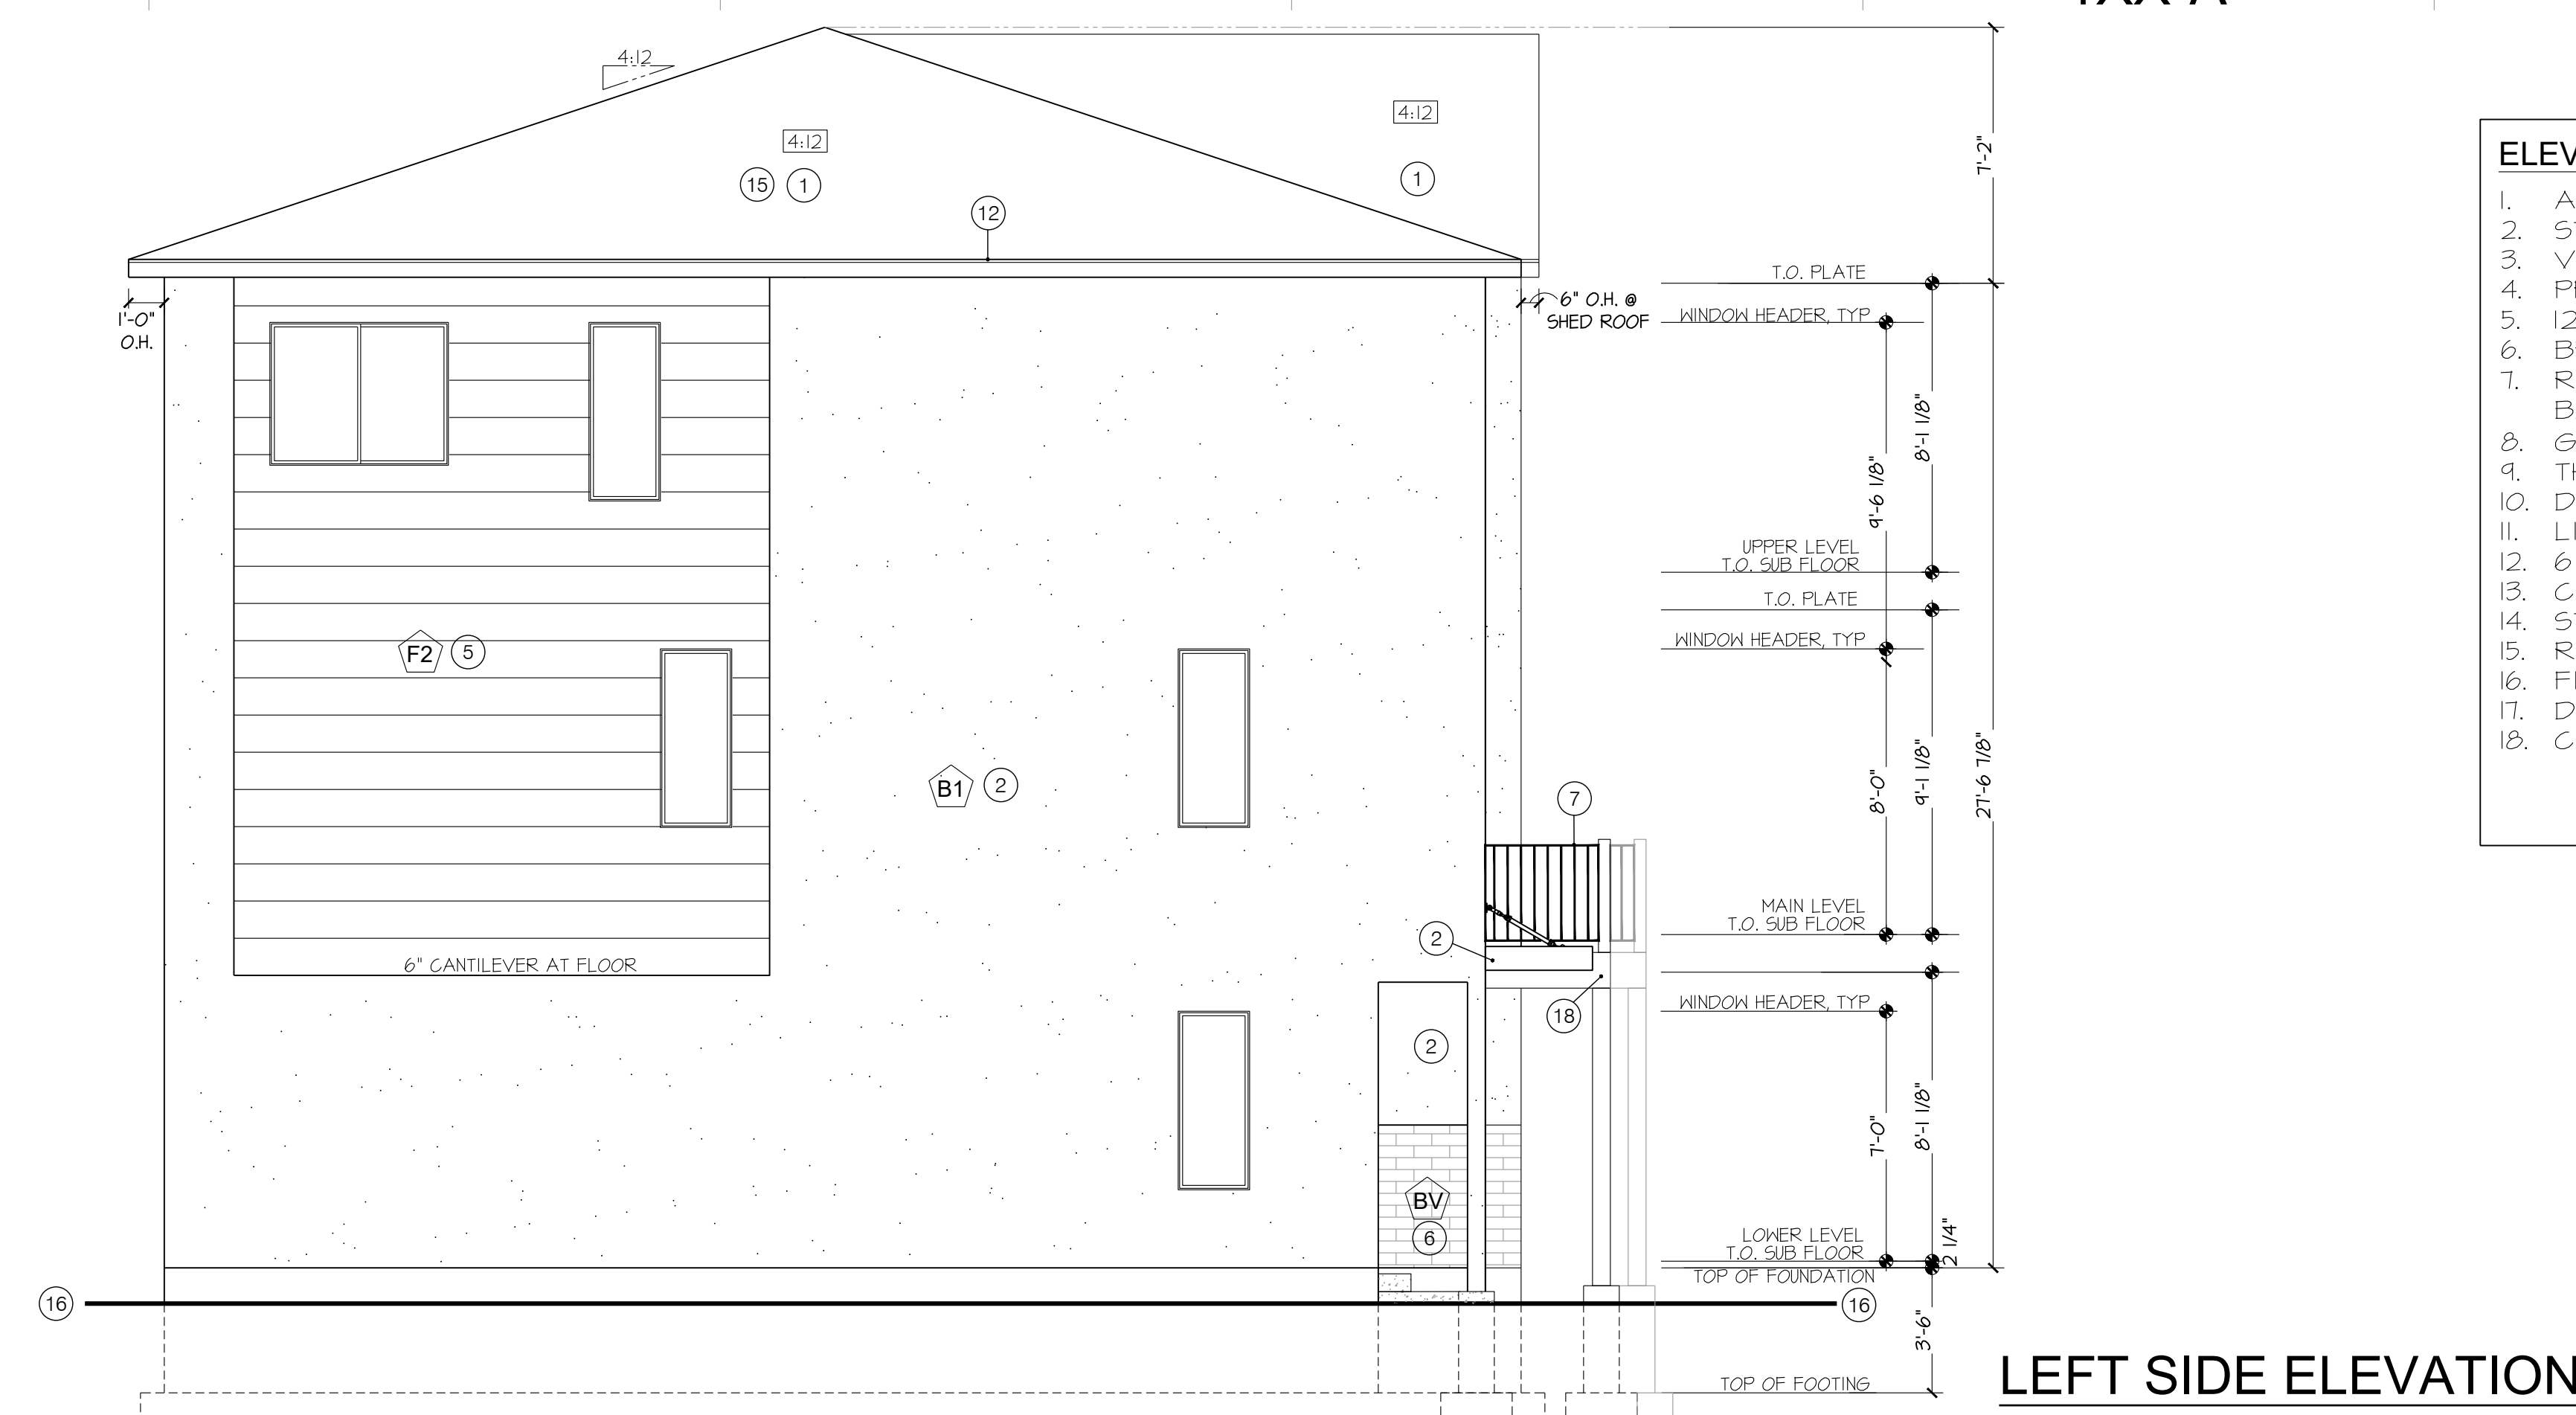 4:12
4:12
4:12
15
1
1
12
7'-2"
1'-0"
O.H.
6" O.H. @
SHED ROOF
T.O. PLATE
WINDOW HEADER, TYP
8'-1 1/8"
9'-6 1/8"
UPPER LEVEL
T.O. SUB FLOOR
T.O. PLATE
WINDOW HEADER, TYP
F2
5
B1
2
7
8'-0"
9'-1 1/8"
27'-6 7/8"
MAIN LEVEL
T.O. SUB FLOOR
2
6" CANTILEVER AT FLOOR
18
WINDOW HEADER, TYP
2
7'-0"
8'-1 1/8"
BV
6
LOWER LEVEL
T.O. SUB FLOOR
2 1/4"
TOP OF FOUNDATION
16
16
3'-6"
TOP OF FOOTING
LEFT SIDE ELEVATION
ELEV
1.
2.
3.
4.
5.
6.
7.
8.
9.
10.
11.
12.
13.
14.
15.
16.
17.
18.